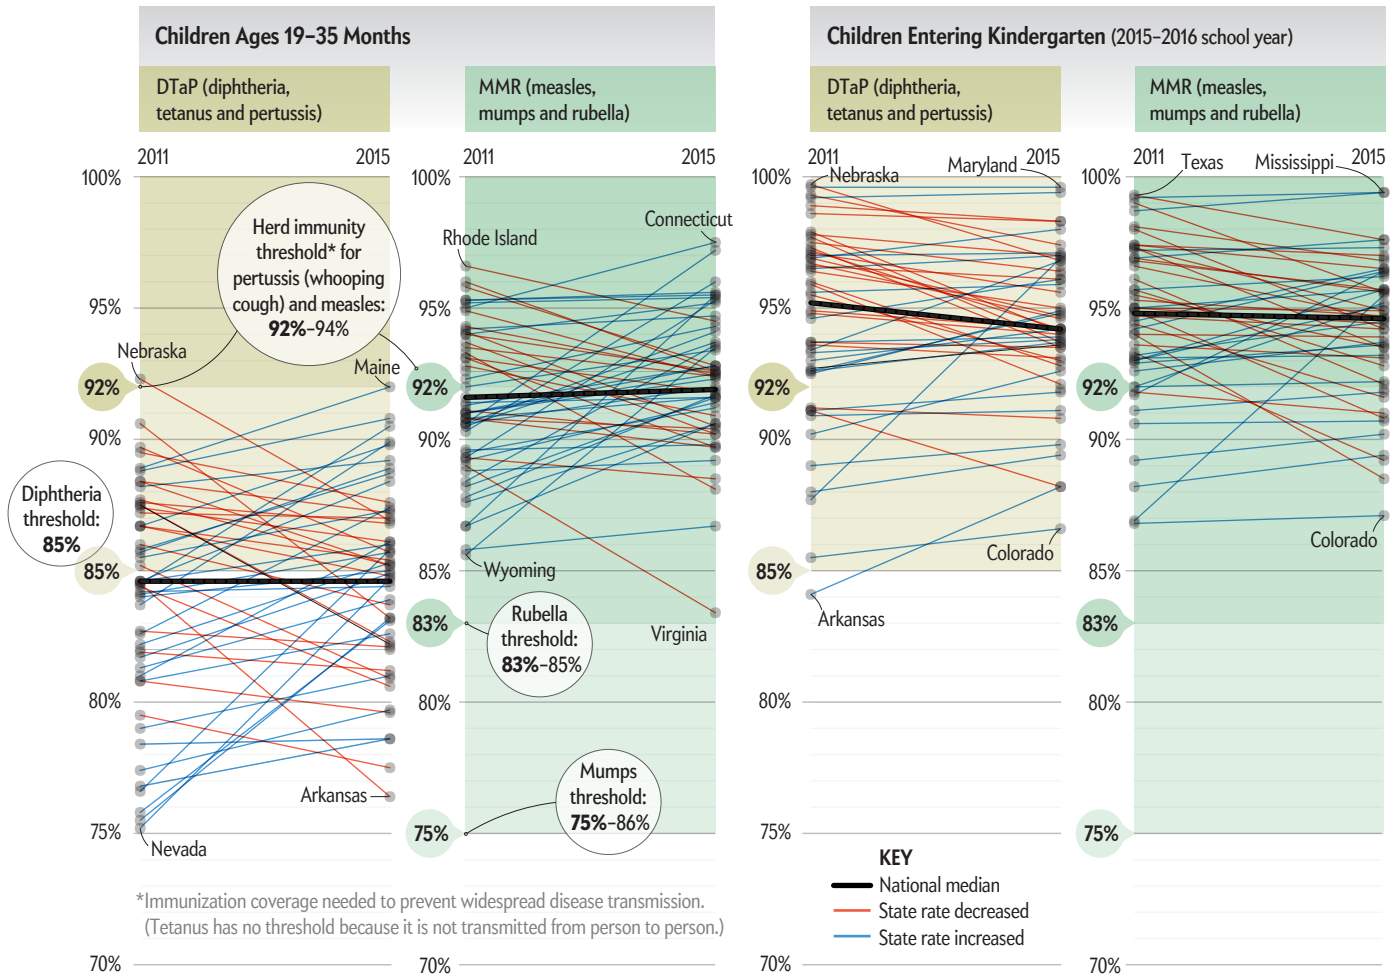 Children Ages 19–35 Months
DTaP (diphtheria,
tetanus and pertussis)
2011
2015
100%
95%
92%
90%
85%
80%
75%
70%
Nebraska
Maine
Arkansas
Nevada
Herd immunity
threshold* for
pertussis (whooping
cough) and measles:
92%–94%
Diphtheria
threshold:
85%
MMR (measles,
mumps and rubella)
2011
2015
100%
95%
92%
90%
85%
83%
80%
75%
70%
Rhode Island
Connecticut
Wyoming
Virginia
Rubella
threshold:
83%–85%
Mumps
threshold:
75%–86%
*Immunization coverage needed to prevent widespread disease transmission.
(Tetanus has no threshold because it is not transmitted from person to person.)
Children Entering Kindergarten (2015–2016 school year)
DTaP (diphtheria,
tetanus and pertussis)
2011
2015
100%
95%
92%
90%
85%
80%
75%
70%
Nebraska
Maryland
Colorado
Arkansas
MMR (measles,
mumps and rubella)
2011
2015
100%
95%
92%
90%
85%
83%
80%
75%
70%
Texas
Mississippi
Colorado
KEY
National median
State rate decreased
State rate increased